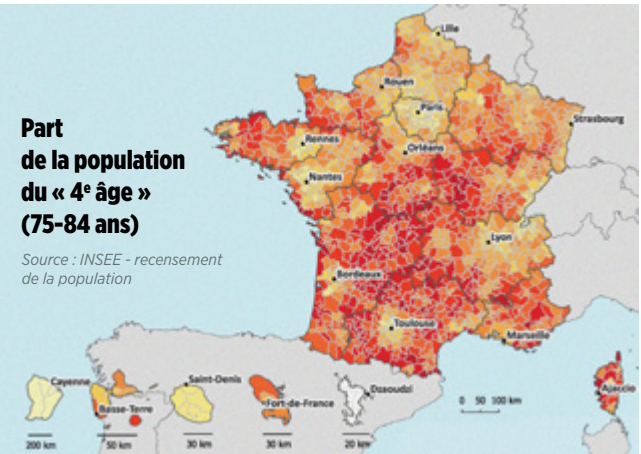 Part
de la population
du « 4e âge »
(75-84 ans)
Source : INSEE - recensement
de la population
Lille
Rouen
Paris
Strasbourg
Rennes
Orléans
Nantes
Lyon
Bordeaux
Toulouse
Marseille
Ajaccio
Cayenne
Basse-Terre
Saint-Denis
Fort-de-France
Dzaoudzi
0 50 100 km
200 km
50 km
30 km
30 km
20 km